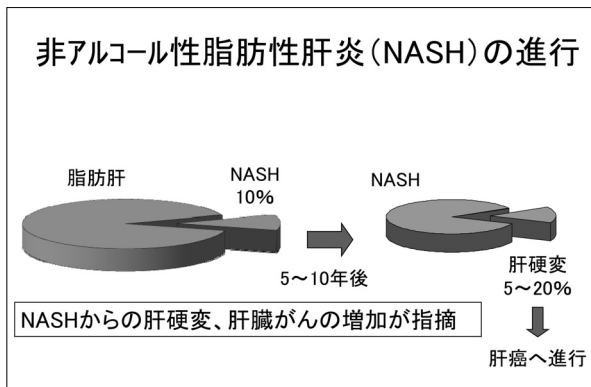 非アルコール性脂肪性肝炎(NASH)の進行
脂肪肝
NASH
10%
5～10年後
NASH
肝硬変
5～20%
肝癌へ進行
NASHからの肝硬変、肝臓がんの増加が指摘